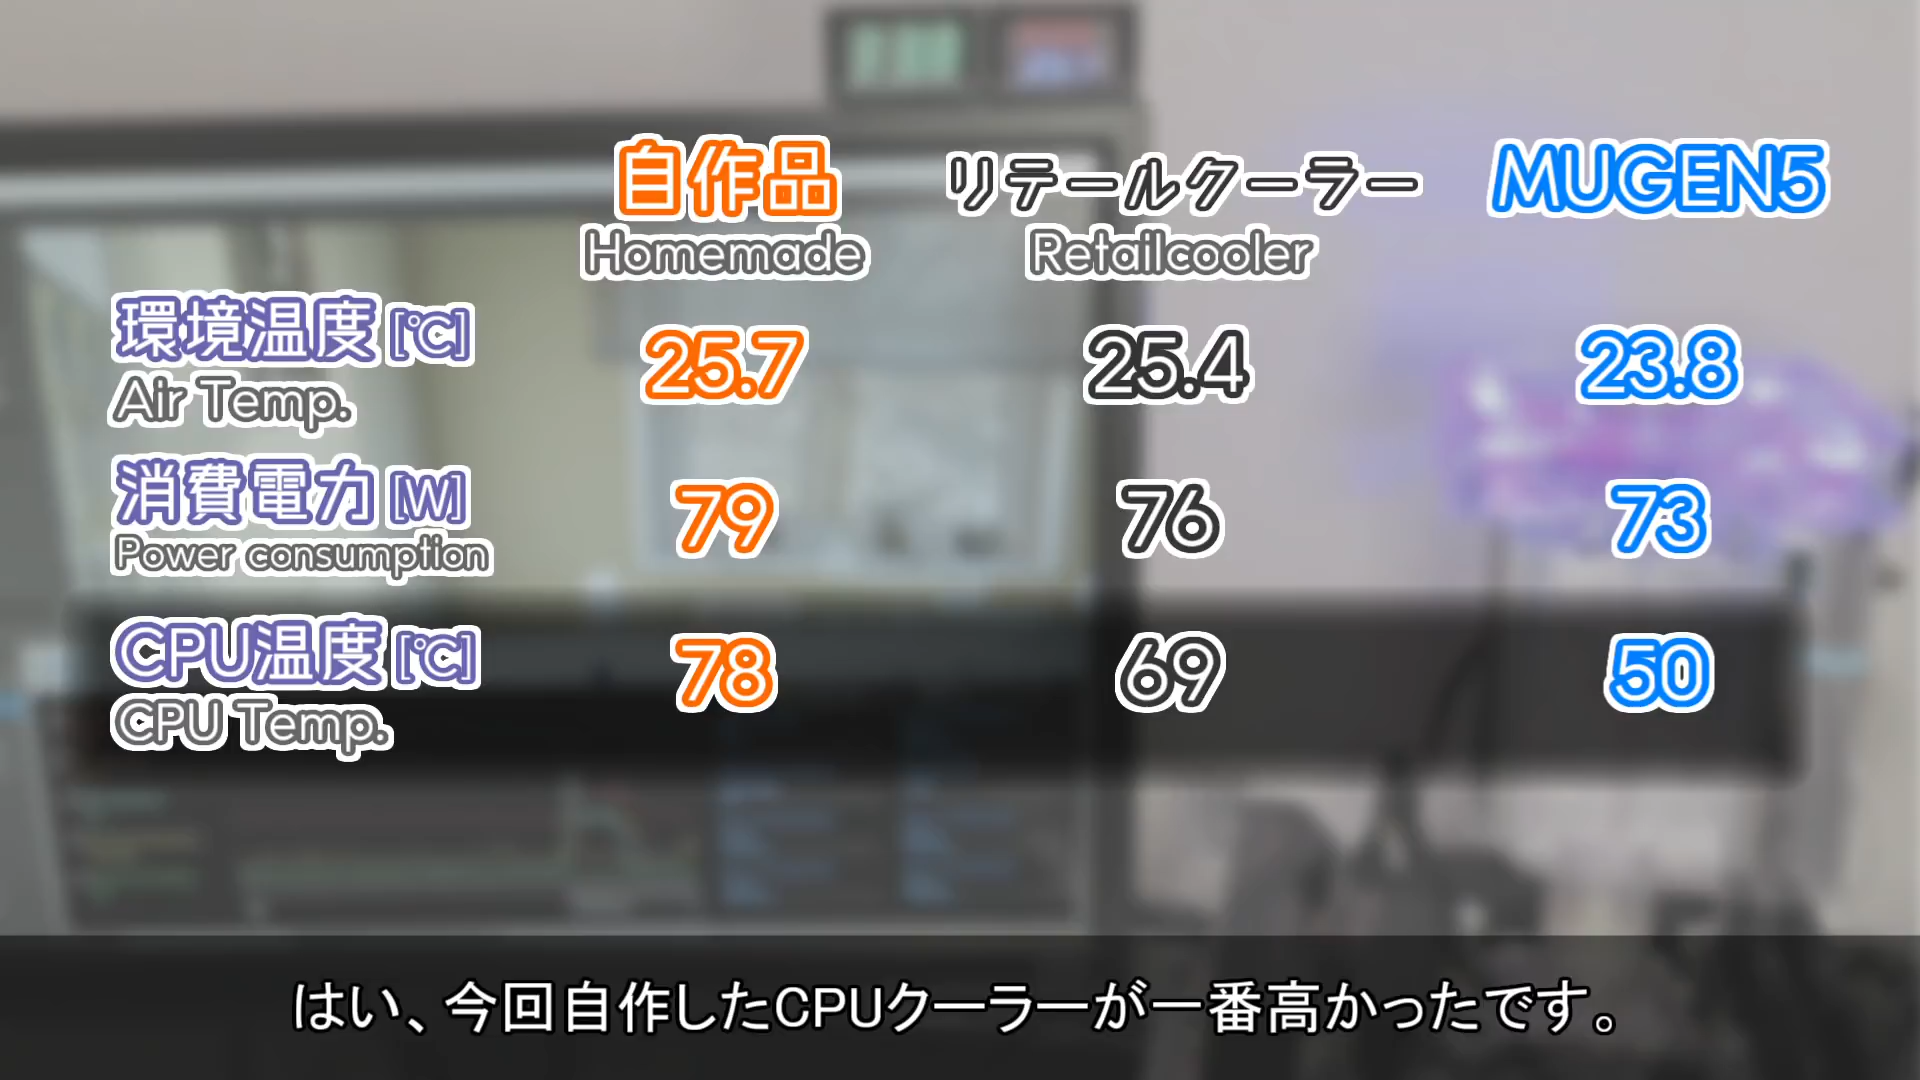 自作品 リテールクーラー MUGEN5
Homemade Retailcooler
環境温度 [℃] 25.7 25.4 23.8
Air Temp.
消費電力 [W] 79 76 73
Power consumption
CPU温度 [℃] 78 69 50
CPU Temp.
はい、今回自作したCPUクーラーが一番高かったです。